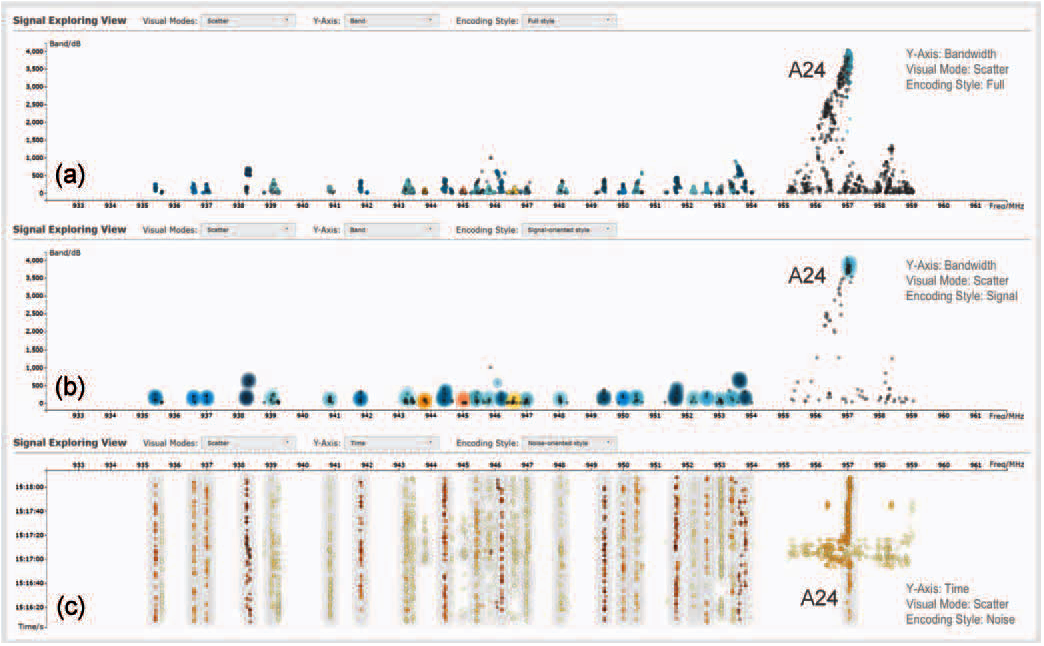 Signal Exploring View Visual Modes: Scatter Y-Axis: Band Encoding Style: Full style
Band/dB
4,000
3,500
3,000
2,500
2,000
1,500
1,000
500
0
A24
Y-Axis: Bandwidth
Visual Mode: Scatter
Encoding Style: Full
(a)
933 934 935 936 937 938 939 940 941 942 943 944 945 946 947 948 949 950 951 952 953 954 955 956 957 958 959 960 961 Freq/MHz
Signal Exploring View Visual Modes: Scatter Y-Axis: Band Encoding Style: Signal-oriented style
Band/dB
4,000
3,500
3,000
2,500
2,000
1,500
1,000
500
0
A24
Y-Axis: Bandwidth
Visual Mode: Scatter
Encoding Style: Signal
(b)
933 934 935 936 937 938 939 940 941 942 943 944 945 946 947 948 949 950 951 952 953 954 955 956 957 958 959 960 961 Freq/MHz
Signal Exploring View Visual Modes: Scatter Y-Axis: Time Encoding Style: Noise-oriented style
933 934 935 936 937 938 939 940 941 942 943 944 945 946 947 948 949 950 951 952 953 954 955 956 957 958 959 960 961 Freq/MHz
15:18:00
15:17:40
15:17:20
15:17:00
15:16:40
15:16:20
Time/s
(c)
A24
Y-Axis: Time
Visual Mode: Scatter
Encoding Style: Noise